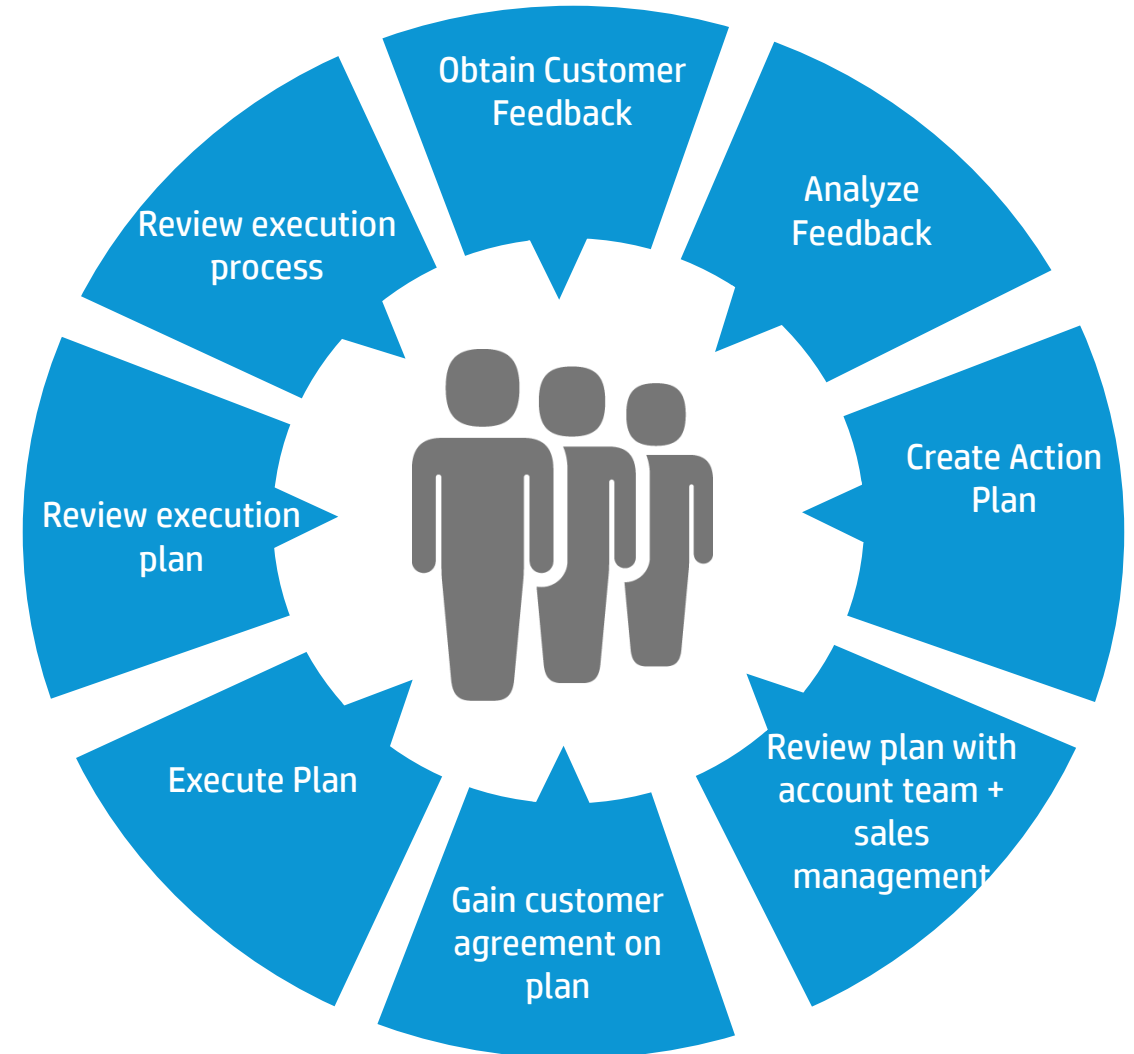 Obtain Customer
Feedback
Analyze
Feedback
Create Action
Plan
Review plan with
account team +
sales
management
Gain customer
agreement on
plan
Execute Plan
Review execution
plan
Review execution
process